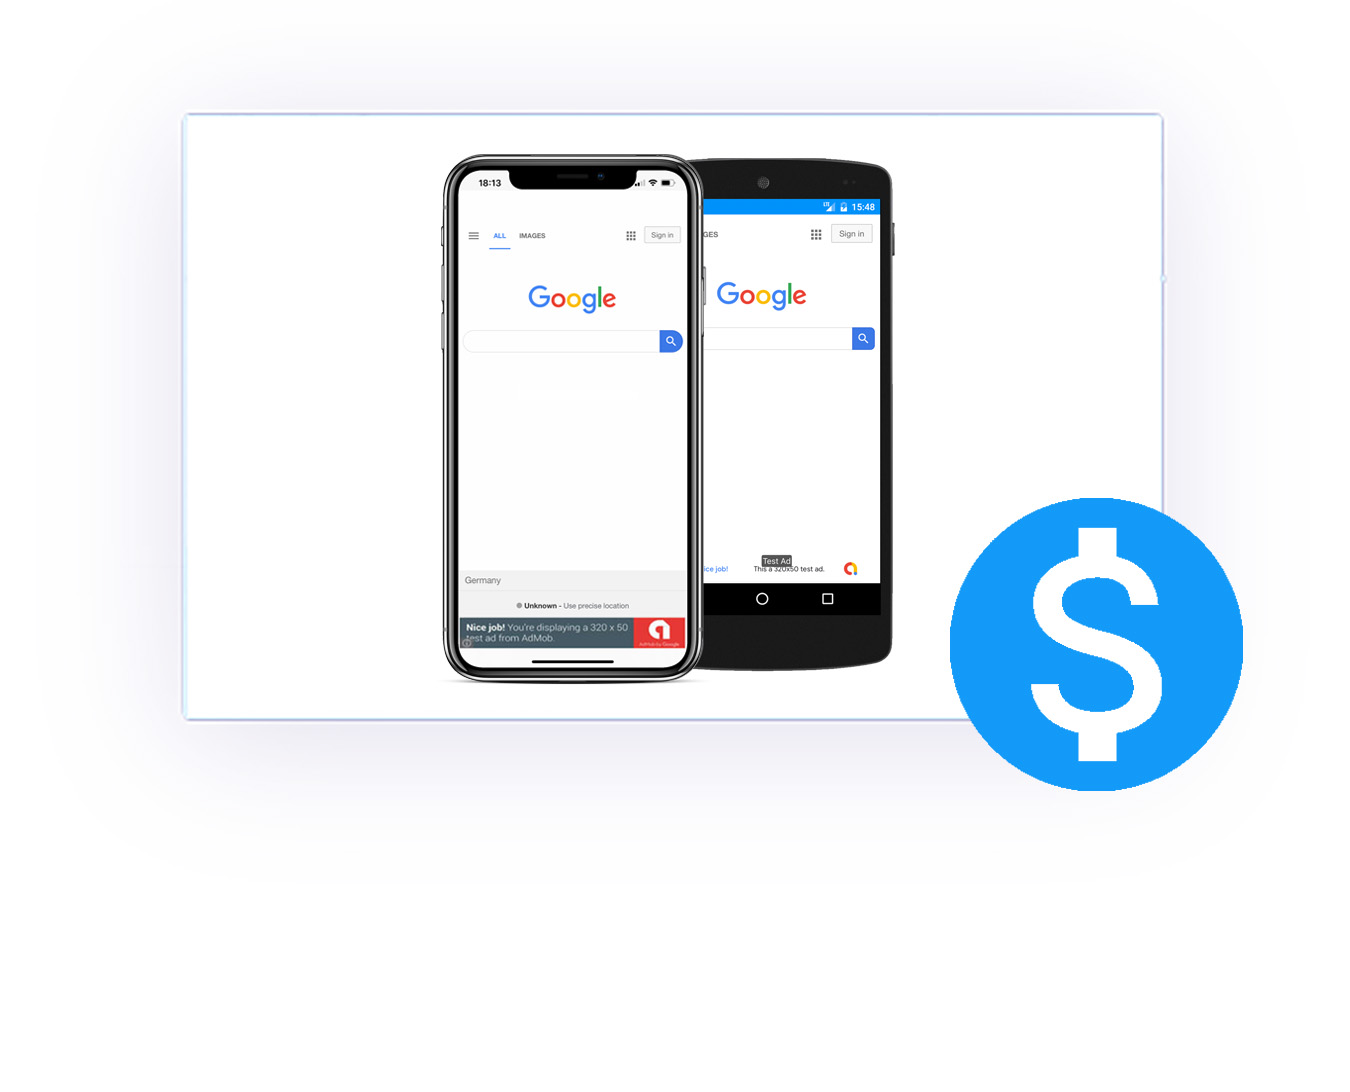 18:13
ALL IMAGES
Sign in
Google
Germany
Unknown - Use precise location
Nice job! You're displaying a 320 x 50
test ad from AdMob.
AdMob by Google
LTE 15:48
GES
Sign in
Google
Test Ad
ice job! This a 320x50 test ad.
$